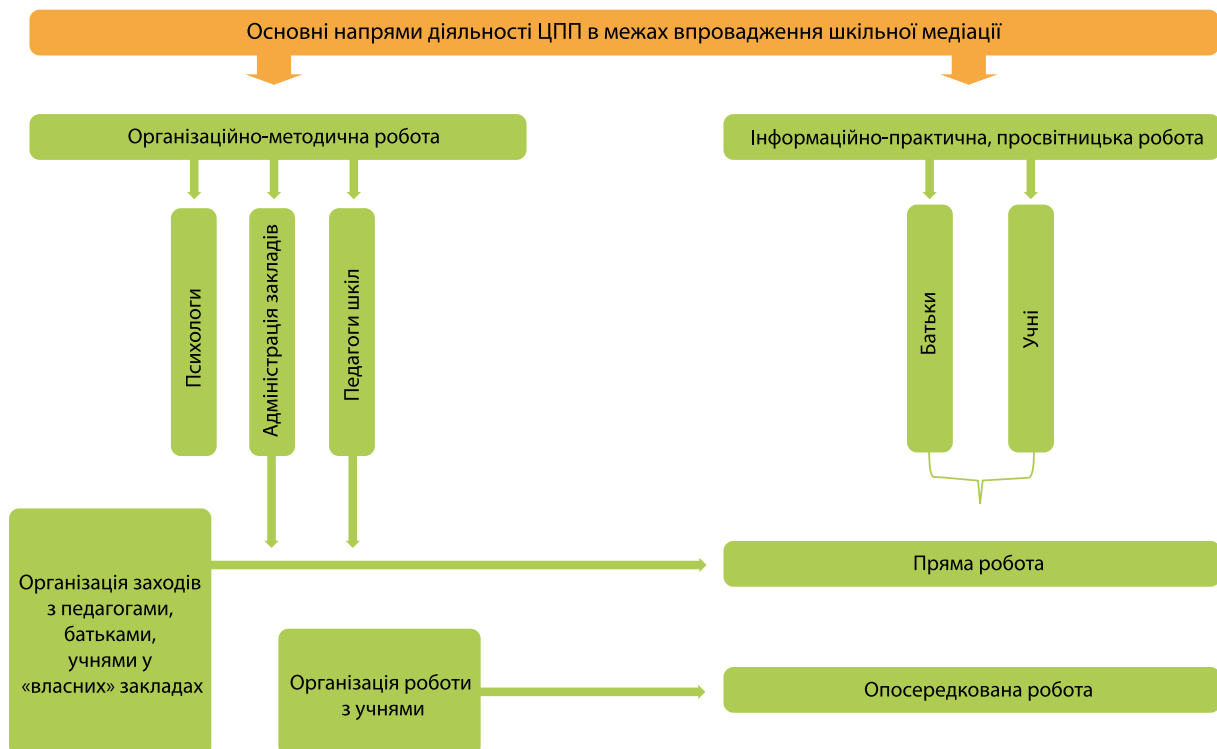 Основні напрями діяльності ЦПП в межах впровадження шкільної медіації
Організаційно-методична робота
Інформаційно-практична, просвітницька робота
Психологи
Адміністрація закладів
Педагоги шкіл
Батьки
Учні
Організація заходів
з педагогами,
батьками,
учнями у
«власних» закладах
Пряма робота
Організація роботи
з учнями
Опосередкована робота